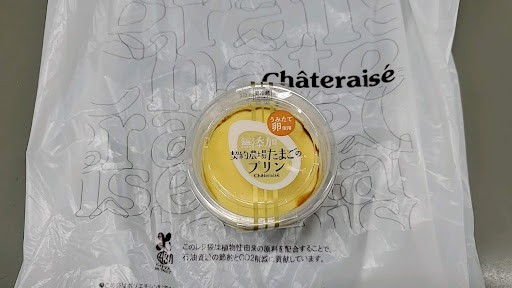 Châteraisé
うみたて
卵使用
無添加
契約農場たまごの
プリン
Châteraisé
このレジ袋は植物性由来の原料を配合することで、
石油資源の節約とCO2削減に貢献しています。